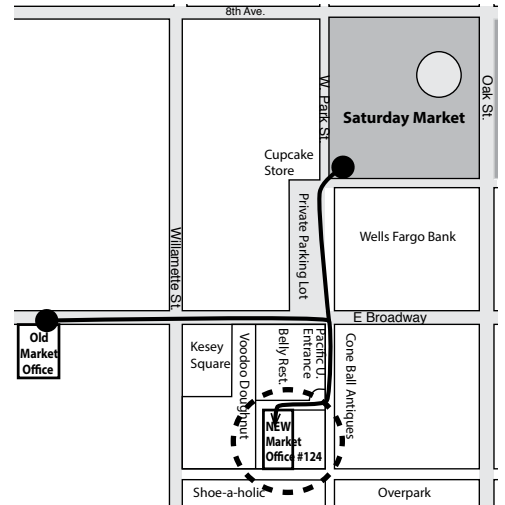 8th Ave.
W. Park St.
Oak St.
Saturday Market
Cupcake
Store
Private Parking Lot
Wells Fargo Bank
Willamette St.
E Broadway
Old
Market
Office
Kesey
Square
Voodoo Doughnut
Belly Rest.
Pacific U.
Entrance
Cone Ball Antiques
NEW
Market
Office #124
Shoe-a-holic
Overpark